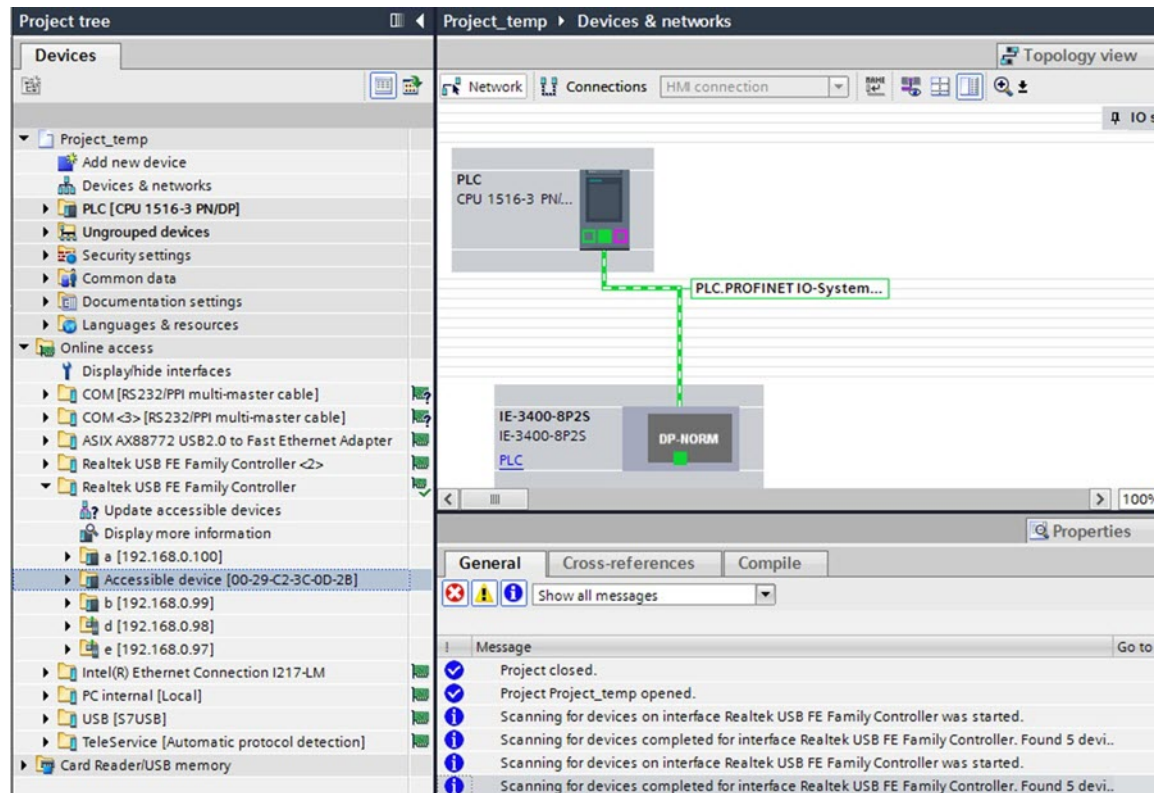 Project tree
Devices
Project_temp
Add new device
Devices & networks
PLC [CPU 1516-3 PN/DP]
Ungrouped devices
Security settings
Common data
Documentation settings
Languages & resources
Online access
Display/hide interfaces
COM [RS232/PPI multi-master cable]
COM <3> [RS232/PPI multi-master cable]
ASIX AX88772 USB2.0 to Fast Ethernet Adapter
Realtek USB FE Family Controller <2>
Realtek USB FE Family Controller
Update accessible devices
Display more information
a [192.168.0.100]
Accessible device [00-29-C2-3C-0D-2B]
b [192.168.0.99]
d [192.168.0.98]
e [192.168.0.97]
Intel(R) Ethernet Connection I217-LM
PC internal [Local]
USB [S7USB]
TeleService [Automatic protocol detection]
Card Reader/USB memory
Project_temp Devices & networks
Topology view
Network Connections HMI connection
IO s
PLC
CPU 1516-3 PN/...
PLC.PROFINET IO-System...
IE-3400-8P2S
IE-3400-8P2S
PLC
DP-NORM
100%
Properties
General Cross-references Compile
Show all messages
! Message Go to
Project closed.
Project Project_temp opened.
Scanning for devices on interface Realtek USB FE Family Controller was started.
Scanning for devices completed for interface Realtek USB FE Family Controller. Found 5 devi..
Scanning for devices on interface Realtek USB FE Family Controller was started.
Scanning for devices completed for interface Realtek USB FE Family Controller. Found 5 devi..